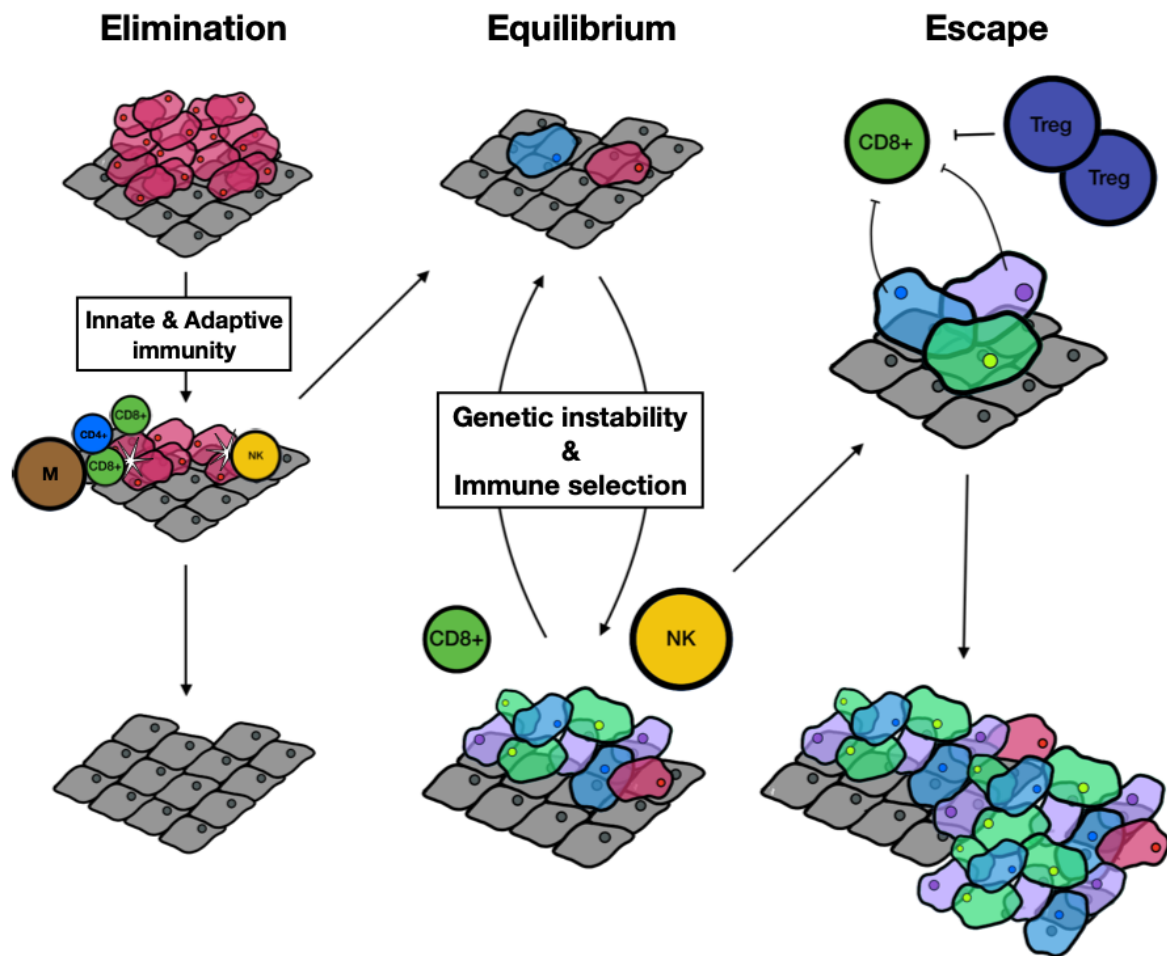 Elimination
Equilibrium
Escape
Innate & Adaptive
immunity
CD8+
CD4+
CD8+
M
NK
Genetic instability
&
Immune selection
CD8+
NK
CD8+
Treg
Treg